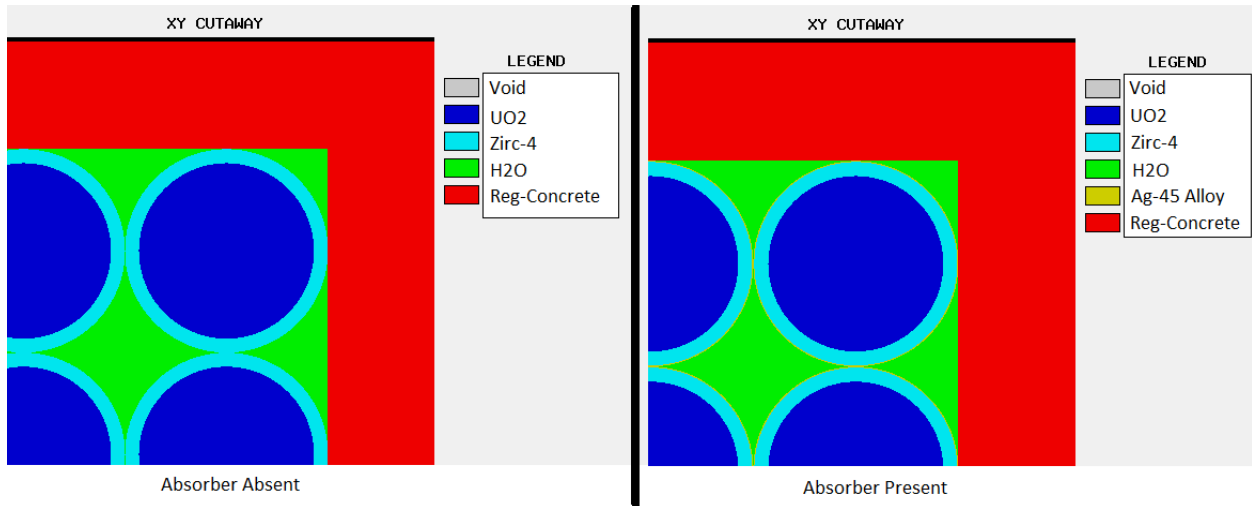 XY CUTAWAY
LEGEND
Void
UO2
Zirc-4
H2O
Reg-Concrete
Absorber Absent
XY CUTAWAY
LEGEND
Void
UO2
Zirc-4
H2O
Ag-45 Alloy
Reg-Concrete
Absorber Present